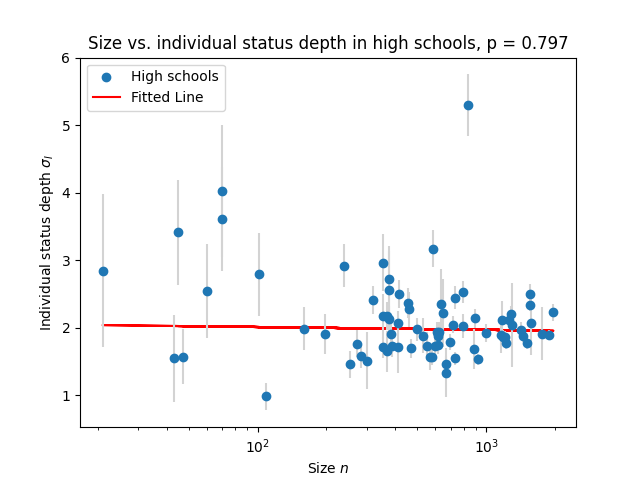 Size vs. individual status depth in high schools, p = 0.797
High schools
Fitted Line
6
5
4
3
2
1
Individual status depth σ_l
10^2
10^3
Size n